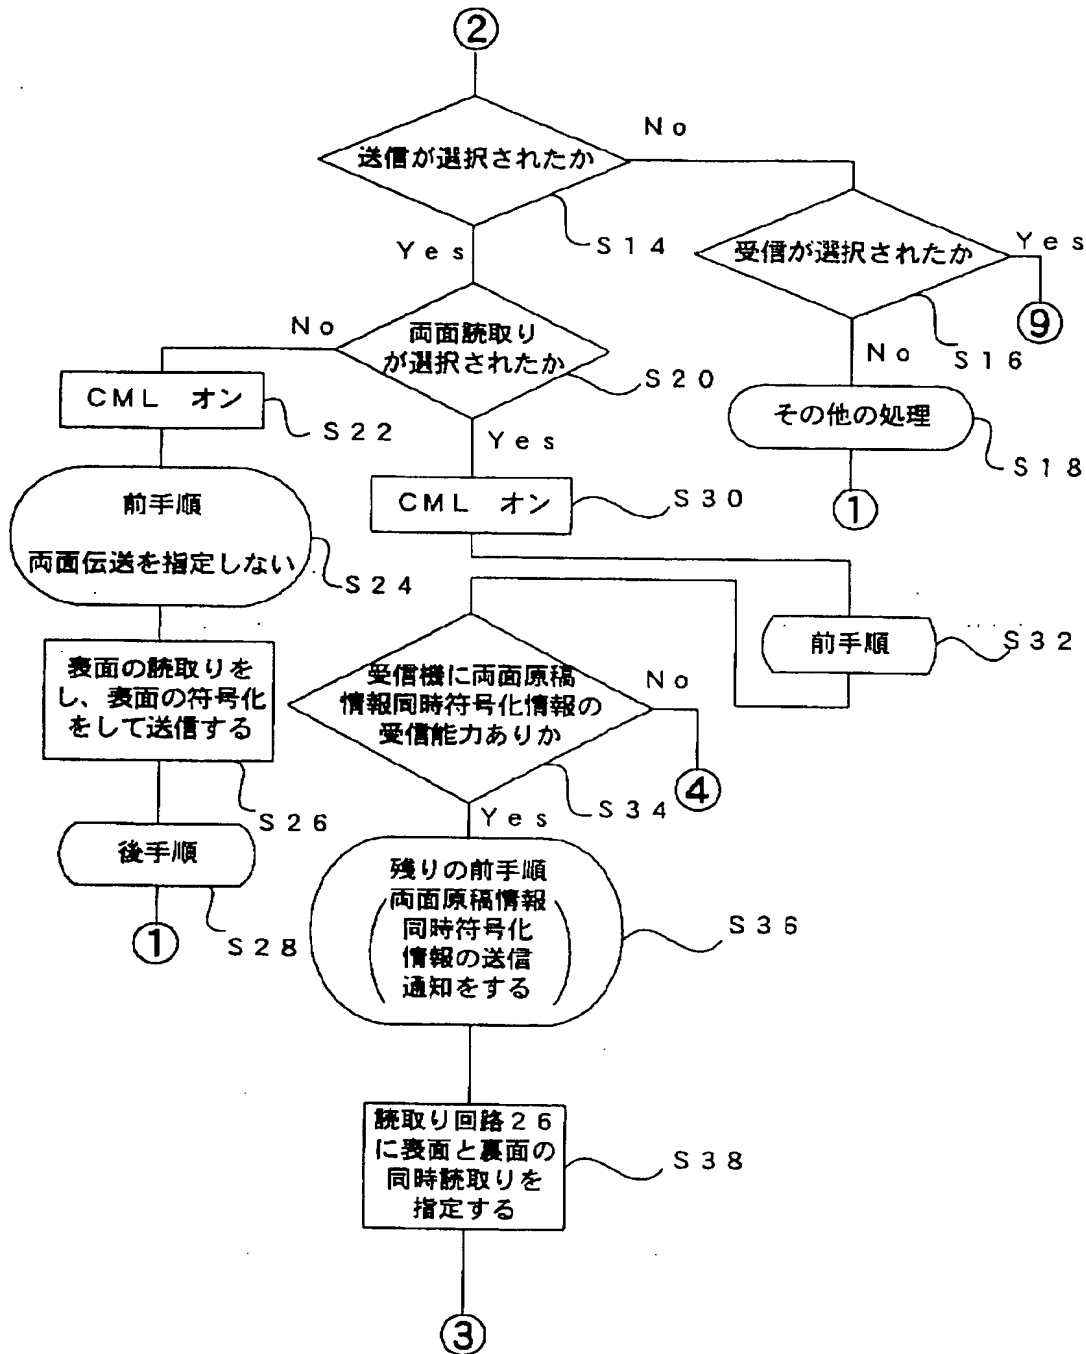 ②
送信が選択されたか
No
S14
Yes
受信が選択されたか
Yes
⑨
S16
No
その他の処理
S18
①
両面読取り
が選択されたか
No
S20
Yes
CML オン
S22
前手順
両面伝送を指定しない
S24
表面の読取りを
し、表面の符号化
をして送信する
S26
後手順
S28
①
CML オン
S30
前手順
S32
受信機に両面原稿
情報同時符号化情報の
受信能力ありか
No
④
S34
Yes
残りの前手順
両面原稿情報
同時符号化
情報の送信
通知をする
S36
読取り回路26
に表面と裏面の
同時読取りを
指定する
S38
③